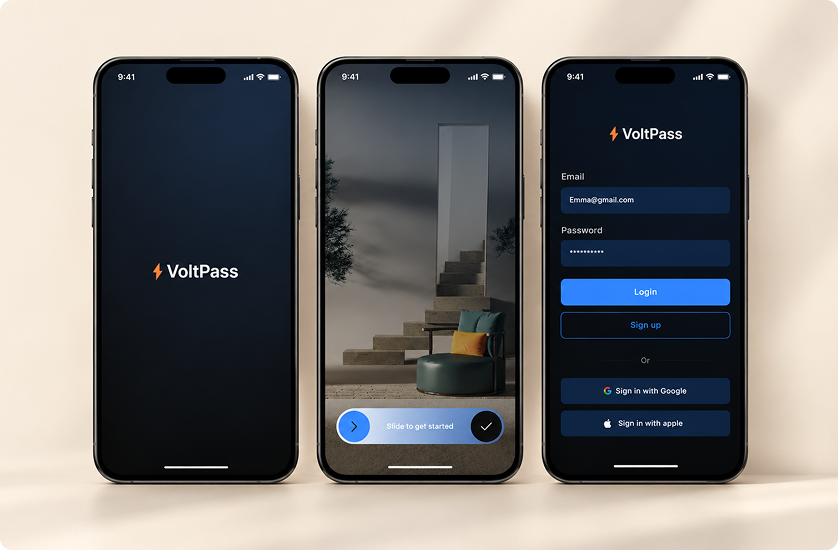 9:41
VoltPass
9:41
Slide to get started
9:41
VoltPass
Email
Emma@gmail.com
Password
**********
Login
Sign up
Or
Sign in with Google
Sign in with apple